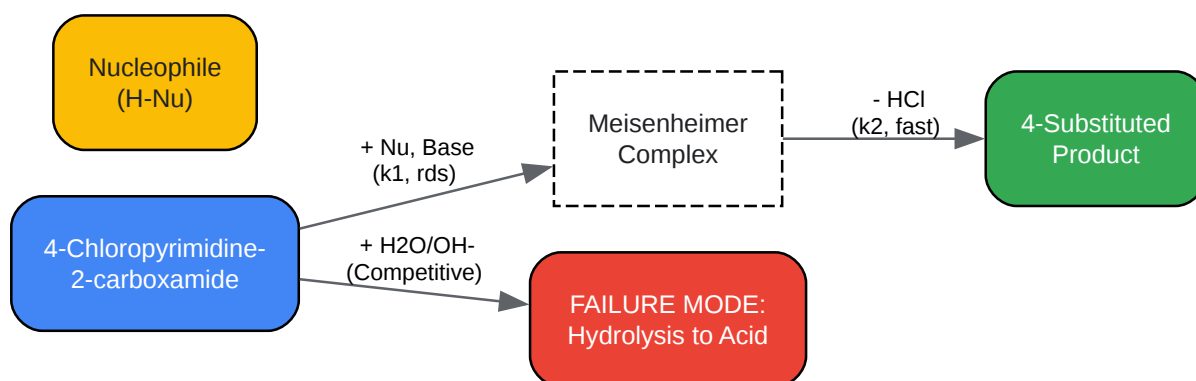 Nucleophile
(H-Nu)
4-Chloropyrimidine-
2-carboxamide
+ Nu, Base
(k1, rds)
+ H2O/OH-
(Competitive)
Meisenheimer
Complex
FAILURE MODE:
Hydrolysis to Acid
- HCl
(k2, fast)
4-Substituted
Product